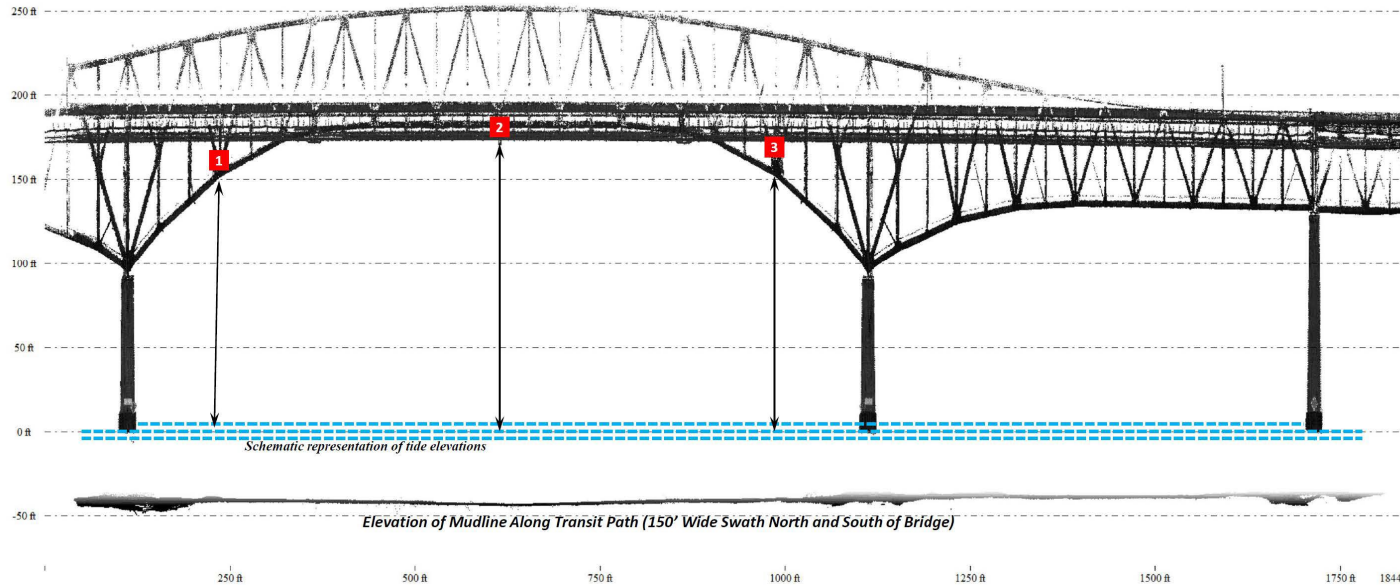 250 ft
200 ft
150 ft
100 ft
50 ft
0 ft
-50 ft
1
2
3
Schematic representation of tide elevations
Elevation of Mudline Along Transit Path (150’ Wide Swath North and South of Bridge)
250 ft
500 ft
750 ft
1000 ft
1250 ft
1500 ft
1750 ft